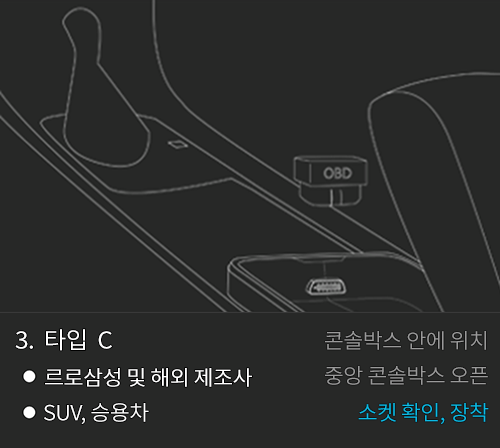 OBD
3. 타입 C
콘솔박스 안에 위치
● 르로삼성 및 해외 제조사
중앙 콘솔박스 오픈
● SUV, 승용차
소켓 확인, 장착